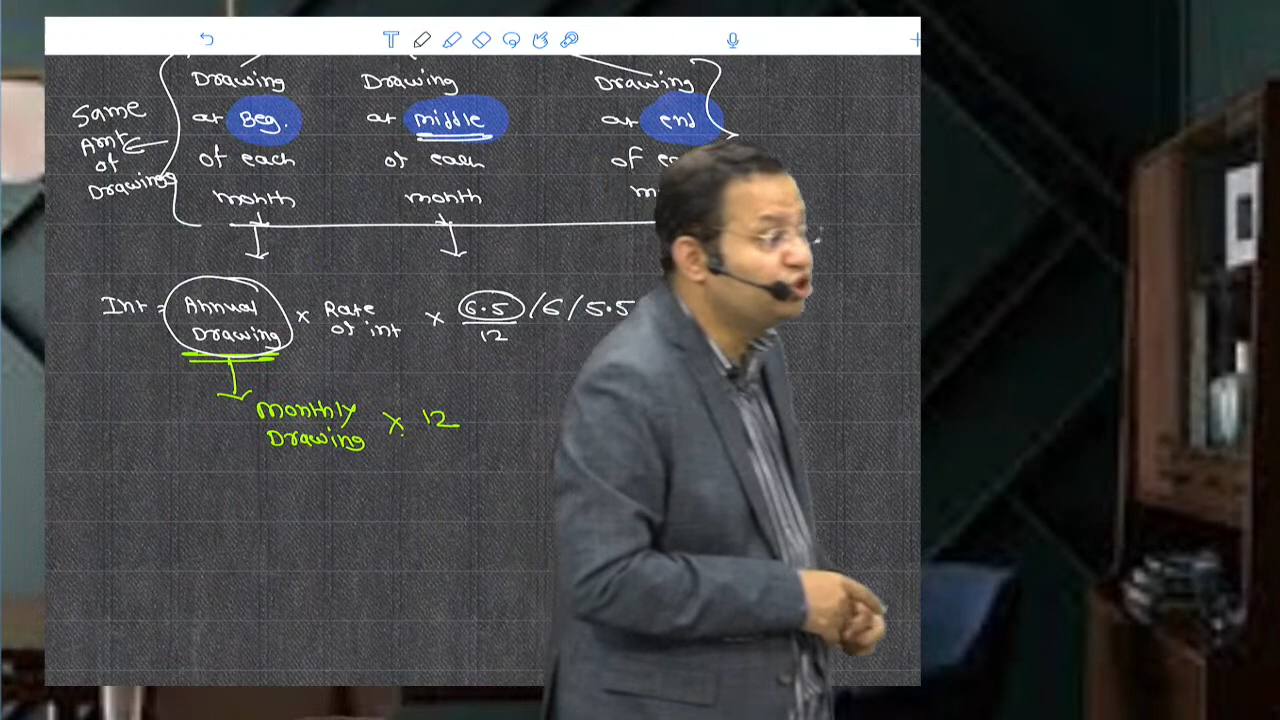 Drawing Drawing Drawing
Same at Beg. at middle at end
Amt of each of each of
of month month
Drawings
Int = Annual Drawing × Rate of int × 6.5/12 / 6 / 5.5
Monthly Drawing × 12